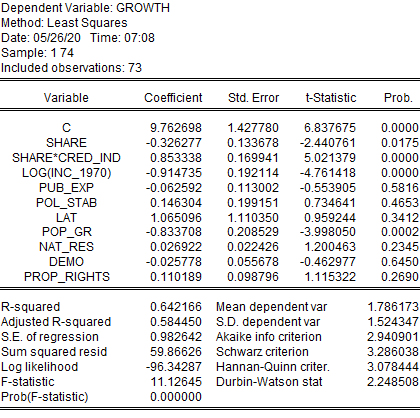 Dependent Variable: GROWTH
Method: Least Squares
Date: 05/26/20 Time: 07:08
Sample: 1 74
Included observations: 73
Variable Coefficient Std. Error t-Statistic Prob.
C 9.762698 1.427780 6.837675 0.0000
SHARE -0.326277 0.133678 -2.440761 0.0175
SHARE*CRED_IND 0.853338 0.169941 5.021379 0.0000
LOG(INC_1970) -0.914735 0.192114 -4.761418 0.0000
PUB_EXP -0.062592 0.113002 -0.553905 0.5816
POL_STAB 0.146304 0.199151 0.734641 0.4653
LAT 1.065096 1.110350 0.959244 0.3412
POP_GR -0.833708 0.208529 -3.998050 0.0002
NAT_RES 0.026922 0.022426 1.200463 0.2345
DEMO -0.025778 0.055678 -0.462977 0.6450
PROP_RIGHTS 0.110189 0.098796 1.115322 0.2690
R-squared 0.642166 Mean dependent var 1.786173
Adjusted R-squared 0.584450 S.D. dependent var 1.524347
S.E. of regression 0.982642 Akaike info criterion 2.940901
Sum squared resid 59.86626 Schwarz criterion 3.286038
Log likelihood -96.34287 Hannan-Quinn criter. 3.078444
F-statistic 11.12645 Durbin-Watson stat 2.248508
Prob(F-statistic) 0.000000